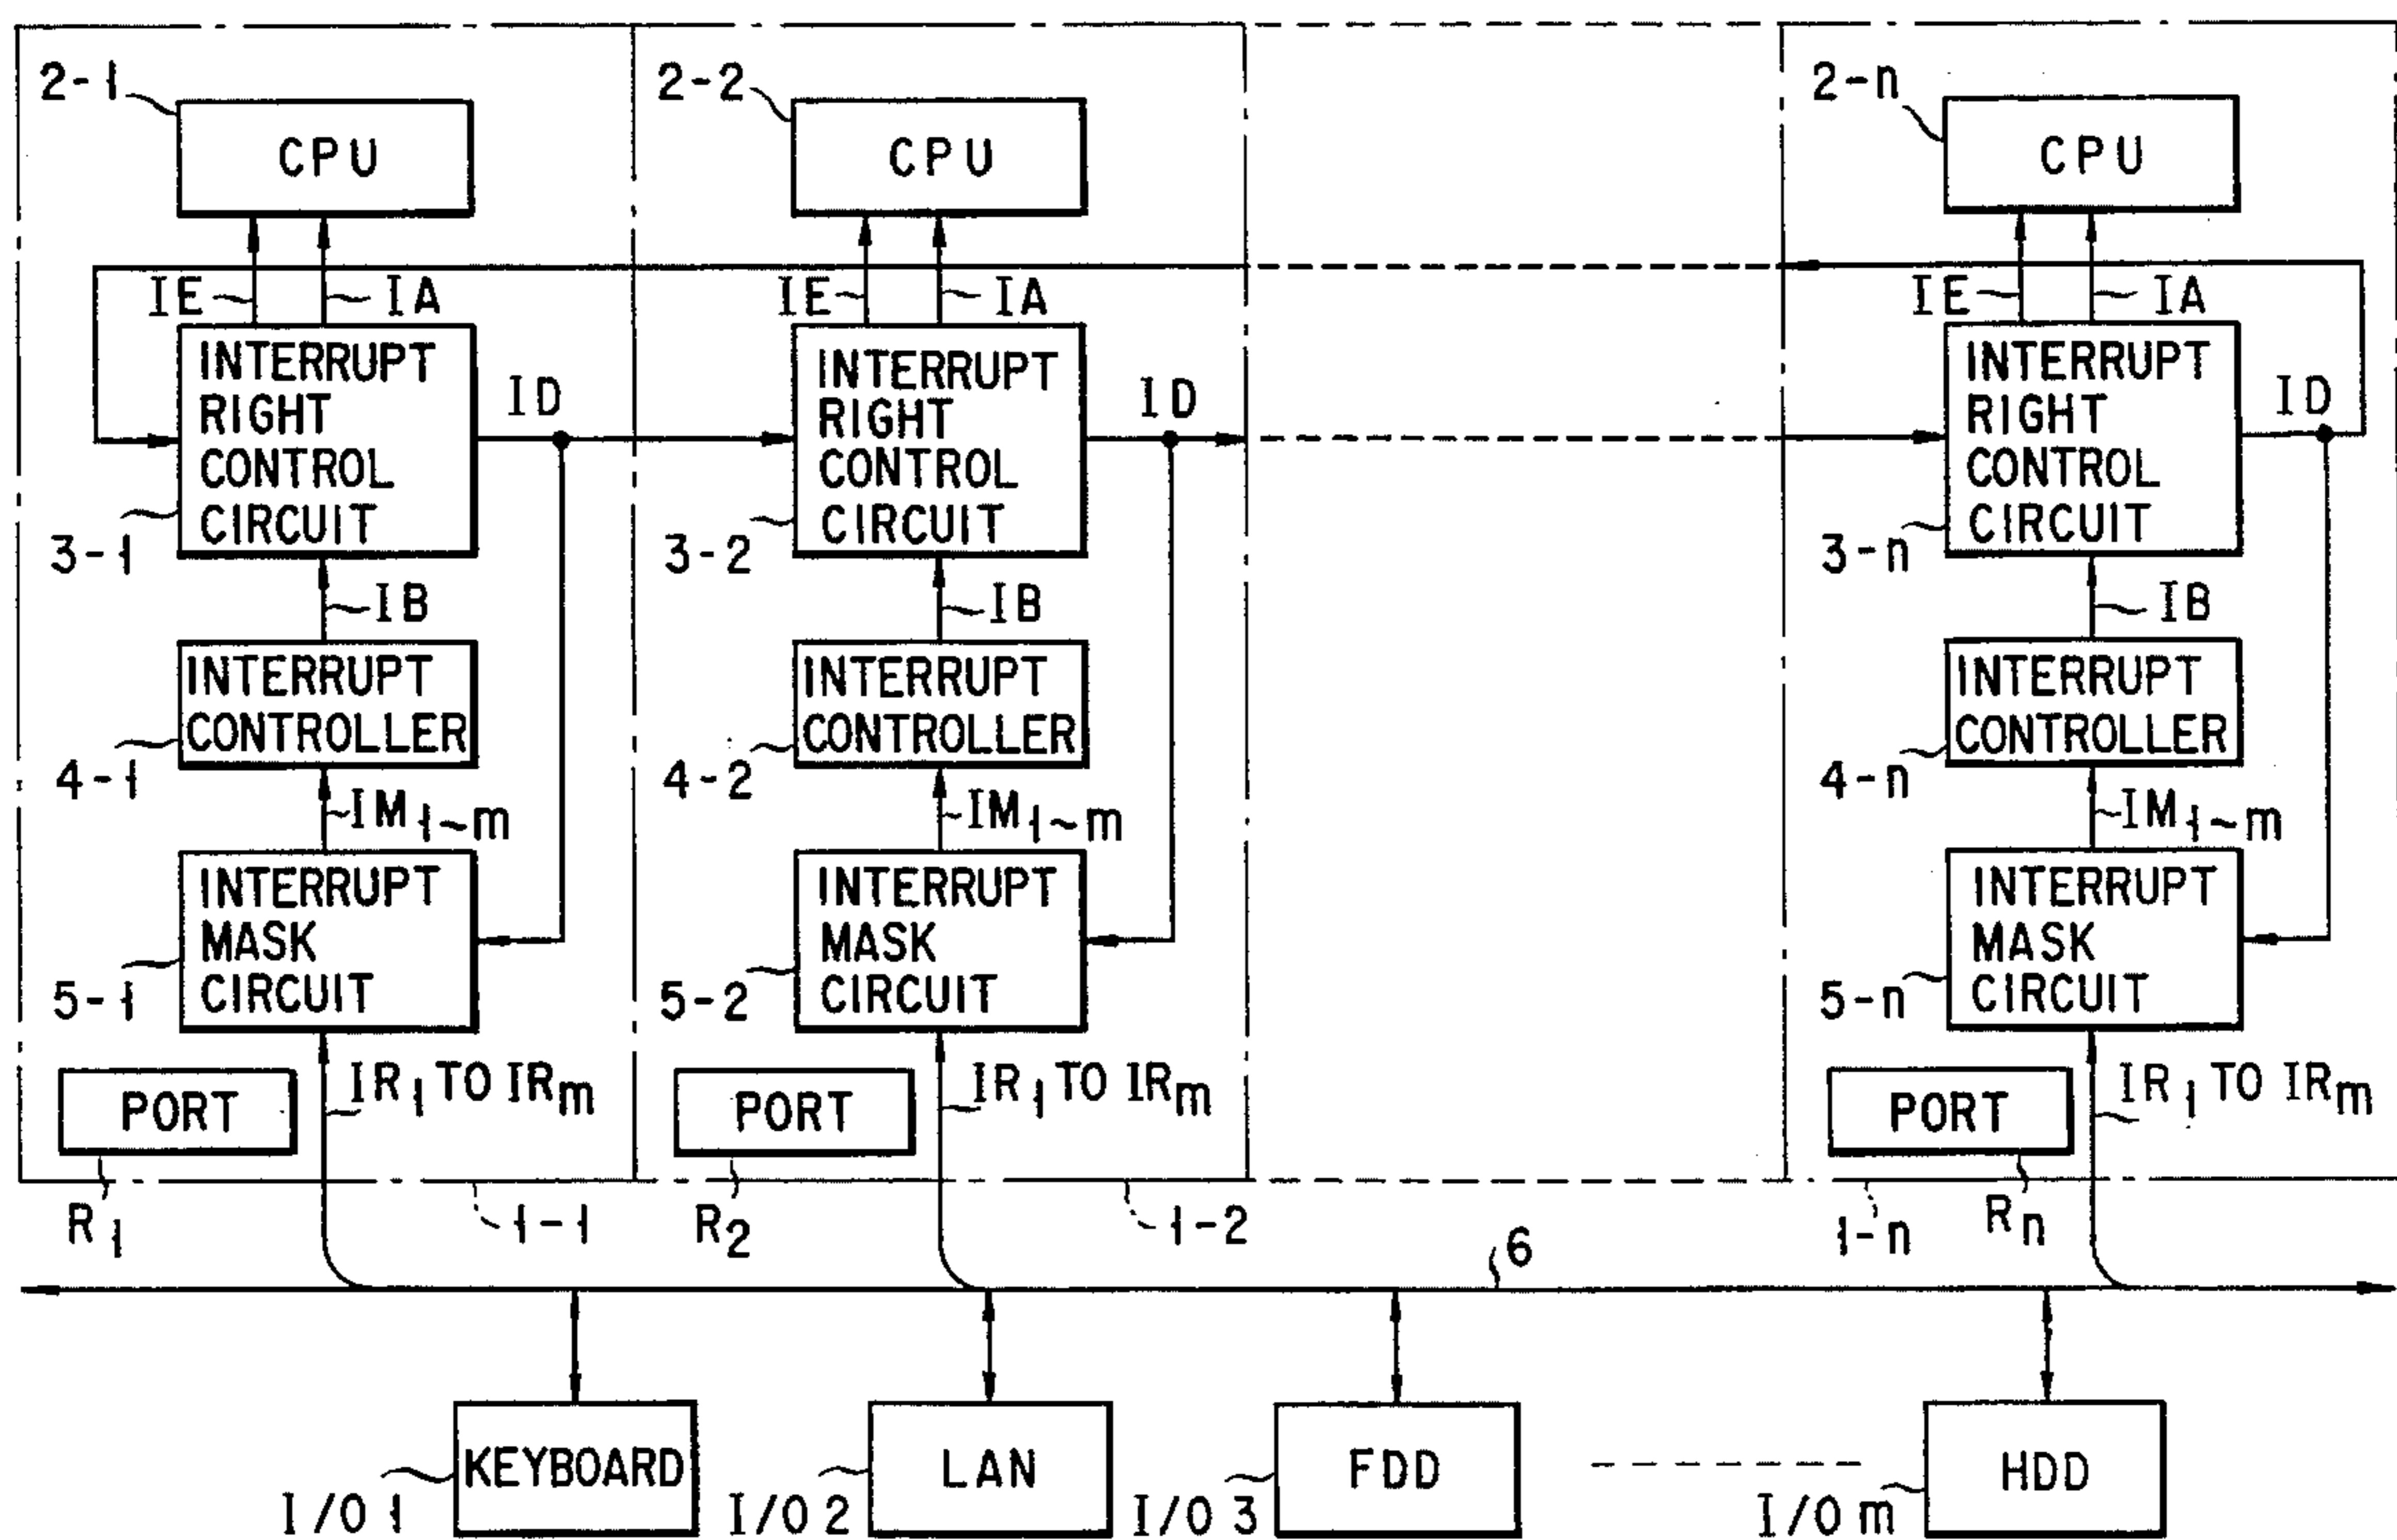 2-1
2-2
2-n
CPU
CPU
CPU
IE
IA
IE
IA
IE
IA
INTERRUPT
RIGHT
CONTROL
CIRCUIT
ID
3-1
INTERRUPT
RIGHT
CONTROL
CIRCUIT
ID
3-2
INTERRUPT
RIGHT
CONTROL
CIRCUIT
ID
3-n
IB
IB
IB
INTERRUPT
CONTROLLER
4-1
INTERRUPT
CONTROLLER
4-2
INTERRUPT
CONTROLLER
4-n
IM1~m
IM1~m
IM1~m
INTERRUPT
MASK
CIRCUIT
5-1
INTERRUPT
MASK
CIRCUIT
5-2
INTERRUPT
MASK
CIRCUIT
5-n
PORT
IR1 TO IRm
PORT
IR1 TO IRm
PORT
IR1 TO IRm
R1
1-1
R2
1-2
1-n
Rn
6
KEYBOARD
LAN
FDD
HDD
I/O 1
I/O 2
I/O 3
I/O m